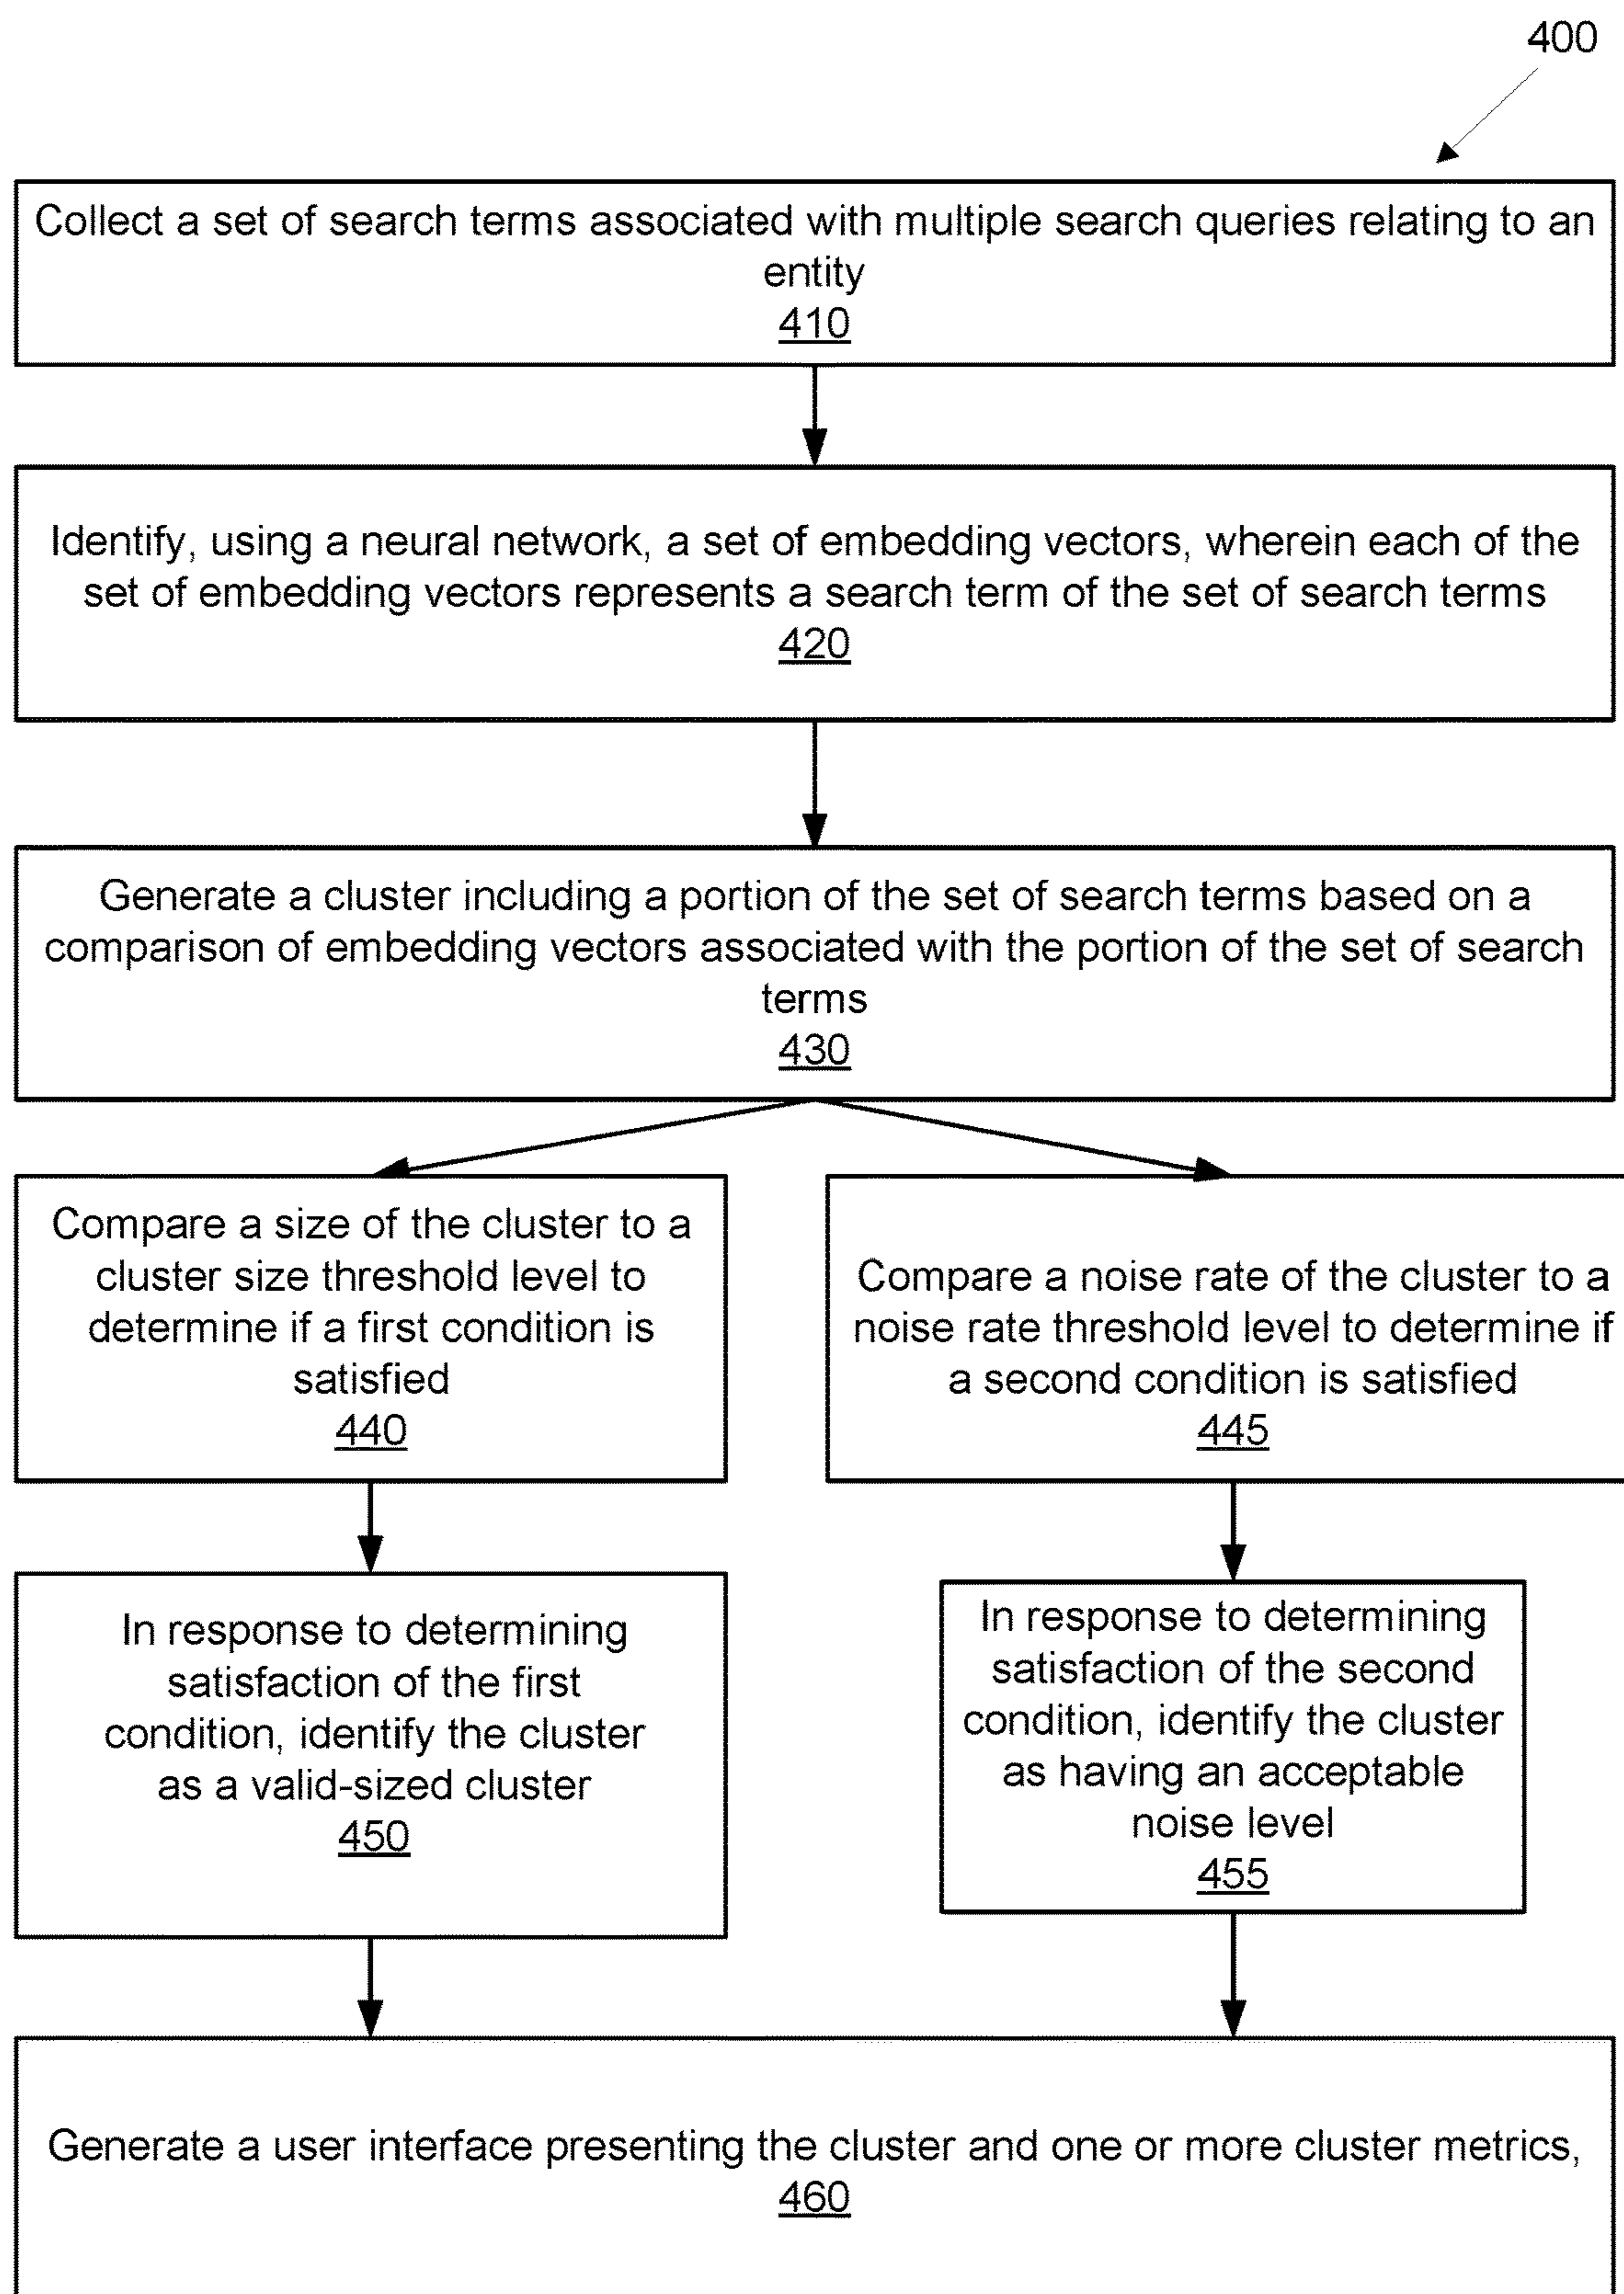 400
Collect a set of search terms associated with multiple search queries relating to an
entity
410
Identify, using a neural network, a set of embedding vectors, wherein each of the
set of embedding vectors represents a search term of the set of search terms
420
Generate a cluster including a portion of the set of search terms based on a
comparison of embedding vectors associated with the portion of the set of search
terms
430
Compare a size of the cluster to a
cluster size threshold level to
determine if a first condition is
satisfied
440
Compare a noise rate of the cluster to a
noise rate threshold level to determine if
a second condition is satisfied
445
In response to determining
satisfaction of the first
condition, identify the cluster
as a valid-sized cluster
450
In response to determining
satisfaction of the second
condition, identify the cluster
as having an acceptable
noise level
455
Generate a user interface presenting the cluster and one or more cluster metrics,
460